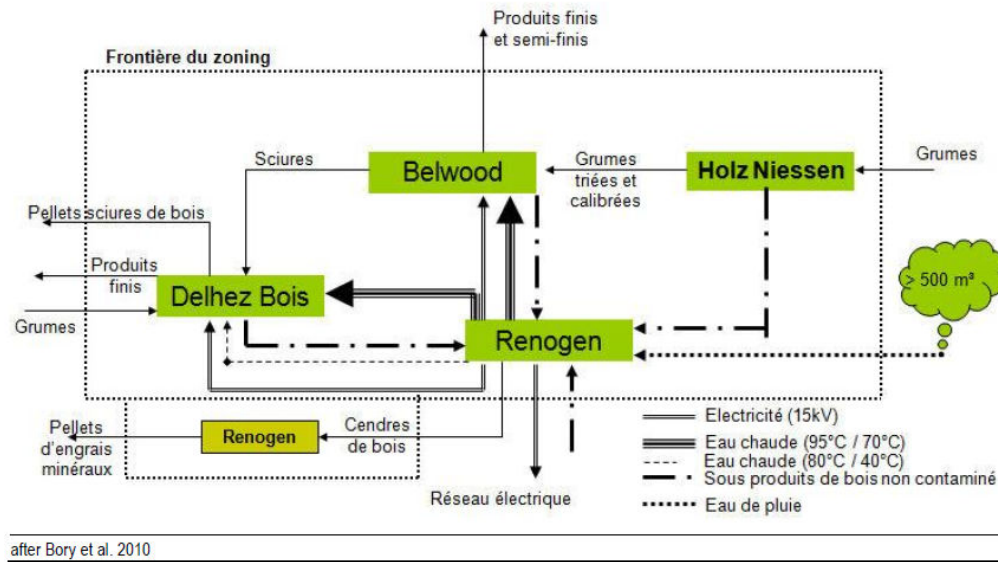 Produits finis
et semi-finis
Frontière du zoning
Sciures
Belwood
Grumes
triées et
calibrées
Holz Niessen
Grumes
Pellets sciures de bois
Produits
finis
Delhez Bois
Grumes
> 500 m³
Renogen
Pellets
d'engrais
minéraux
Renogen
Cendres
de bois
Réseau électrique
Electricité (15kV)
Eau chaude (95°C / 70°C)
Eau chaude (80°C / 40°C)
Sous produits de bois non contaminé
Eau de pluie
after Bory et al. 2010